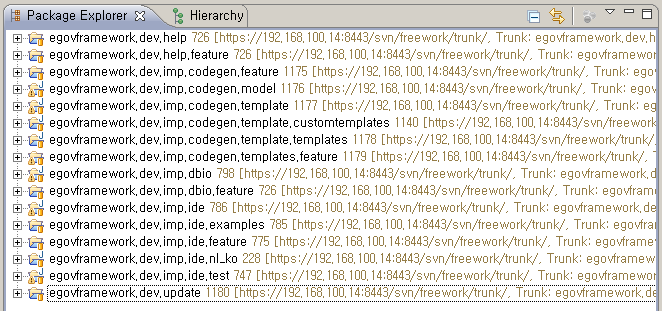 Package Explorer Hierarchy
egovframework.dev.help 726 [https://192.168.100.14:8443/svn/freework/trunk/, Trunk: egovframework.dev.h
egovframework.dev.help.feature 726 [https://192.168.100.14:8443/svn/freework/trunk/, Trunk: egovframew
egovframework.dev.imp.codegen.feature 1175 [https://192.168.100.14:8443/svn/freework/trunk/, Trunk: eg
egovframework.dev.imp.codegen.model 1176 [https://192.168.100.14:8443/svn/freework/trunk/, Trunk: ego
egovframework.dev.imp.codegen.template 1177 [https://192.168.100.14:8443/svn/freework/trunk/, Trunk: e
egovframework.dev.imp.codegen.template.customtemplates 1140 [https://192.168.100.14:8443/svn/freewor
egovframework.dev.imp.codegen.template.templates 1178 [https://192.168.100.14:8443/svn/freework/trunk/
egovframework.dev.imp.codegen.templates.feature 1179 [https://192.168.100.14:8443/svn/freework/trunk/,
egovframework.dev.imp.dbio 798 [https://192.168.100.14:8443/svn/freework/trunk/, Trunk: egovframework.d
egovframework.dev.imp.dbio.feature 726 [https://192.168.100.14:8443/svn/freework/trunk/, Trunk: egovfra
egovframework.dev.imp.ide 786 [https://192.168.100.14:8443/svn/freework/trunk/, Trunk: egovframework.de
egovframework.dev.imp.ide.examples 785 [https://192.168.100.14:8443/svn/freework/trunk/, Trunk: egovfr
egovframework.dev.imp.ide.feature 775 [https://192.168.100.14:8443/svn/freework/trunk/, Trunk: egovfram
egovframework.dev.imp.ide.nl_ko 228 [https://192.168.100.14:8443/svn/freework/trunk/, Trunk: egovframew
egovframework.dev.imp.ide.test 747 [https://192.168.100.14:8443/svn/freework/trunk/, Trunk: egovframewo
egovframework.dev.update 1180 [https://192.168.100.14:8443/svn/freework/trunk/, Trunk: egovframework.de